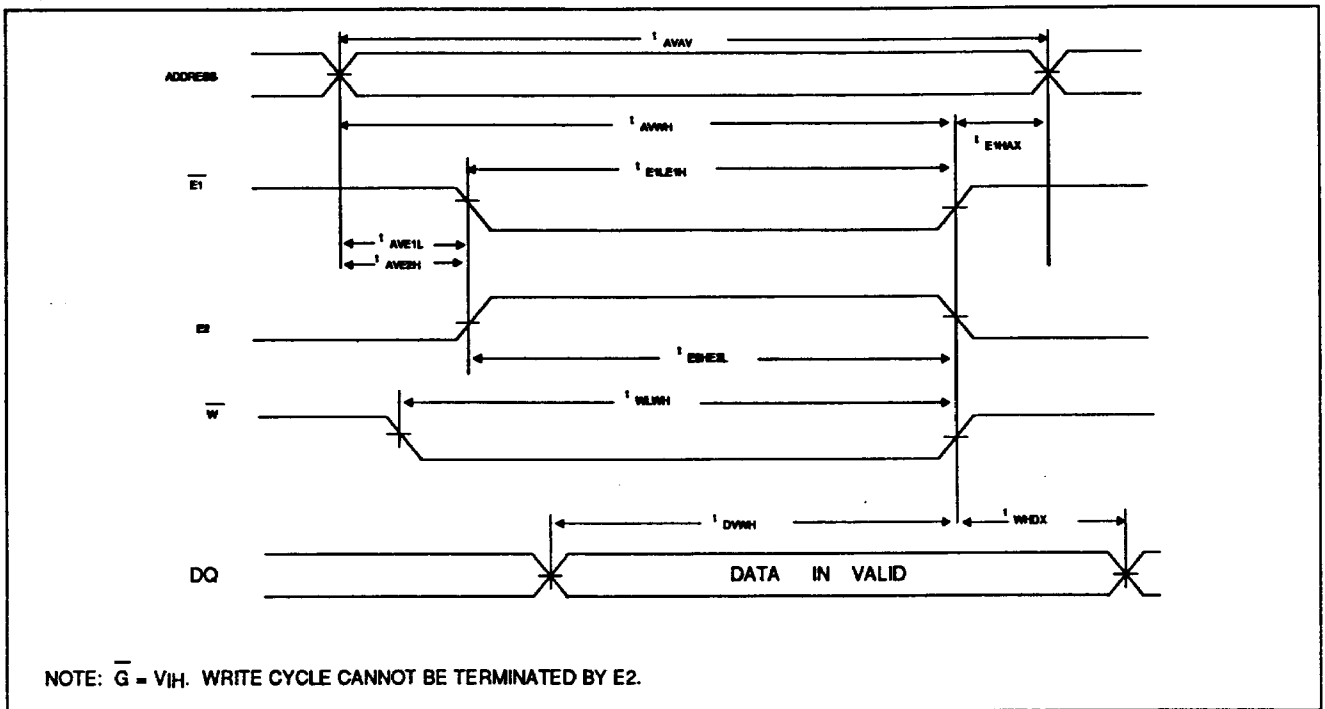 t AVAV
ADDRESS
t AVWH
t E1HAX
E1
t E1LE1H
t AVE1L
t AVE2H
E2
t E2HE2L
W
t WLWH
t DVWH
t WHDX
DQ
DATA IN VALID
NOTE: G = VIH. WRITE CYCLE CANNOT BE TERMINATED BY E2.